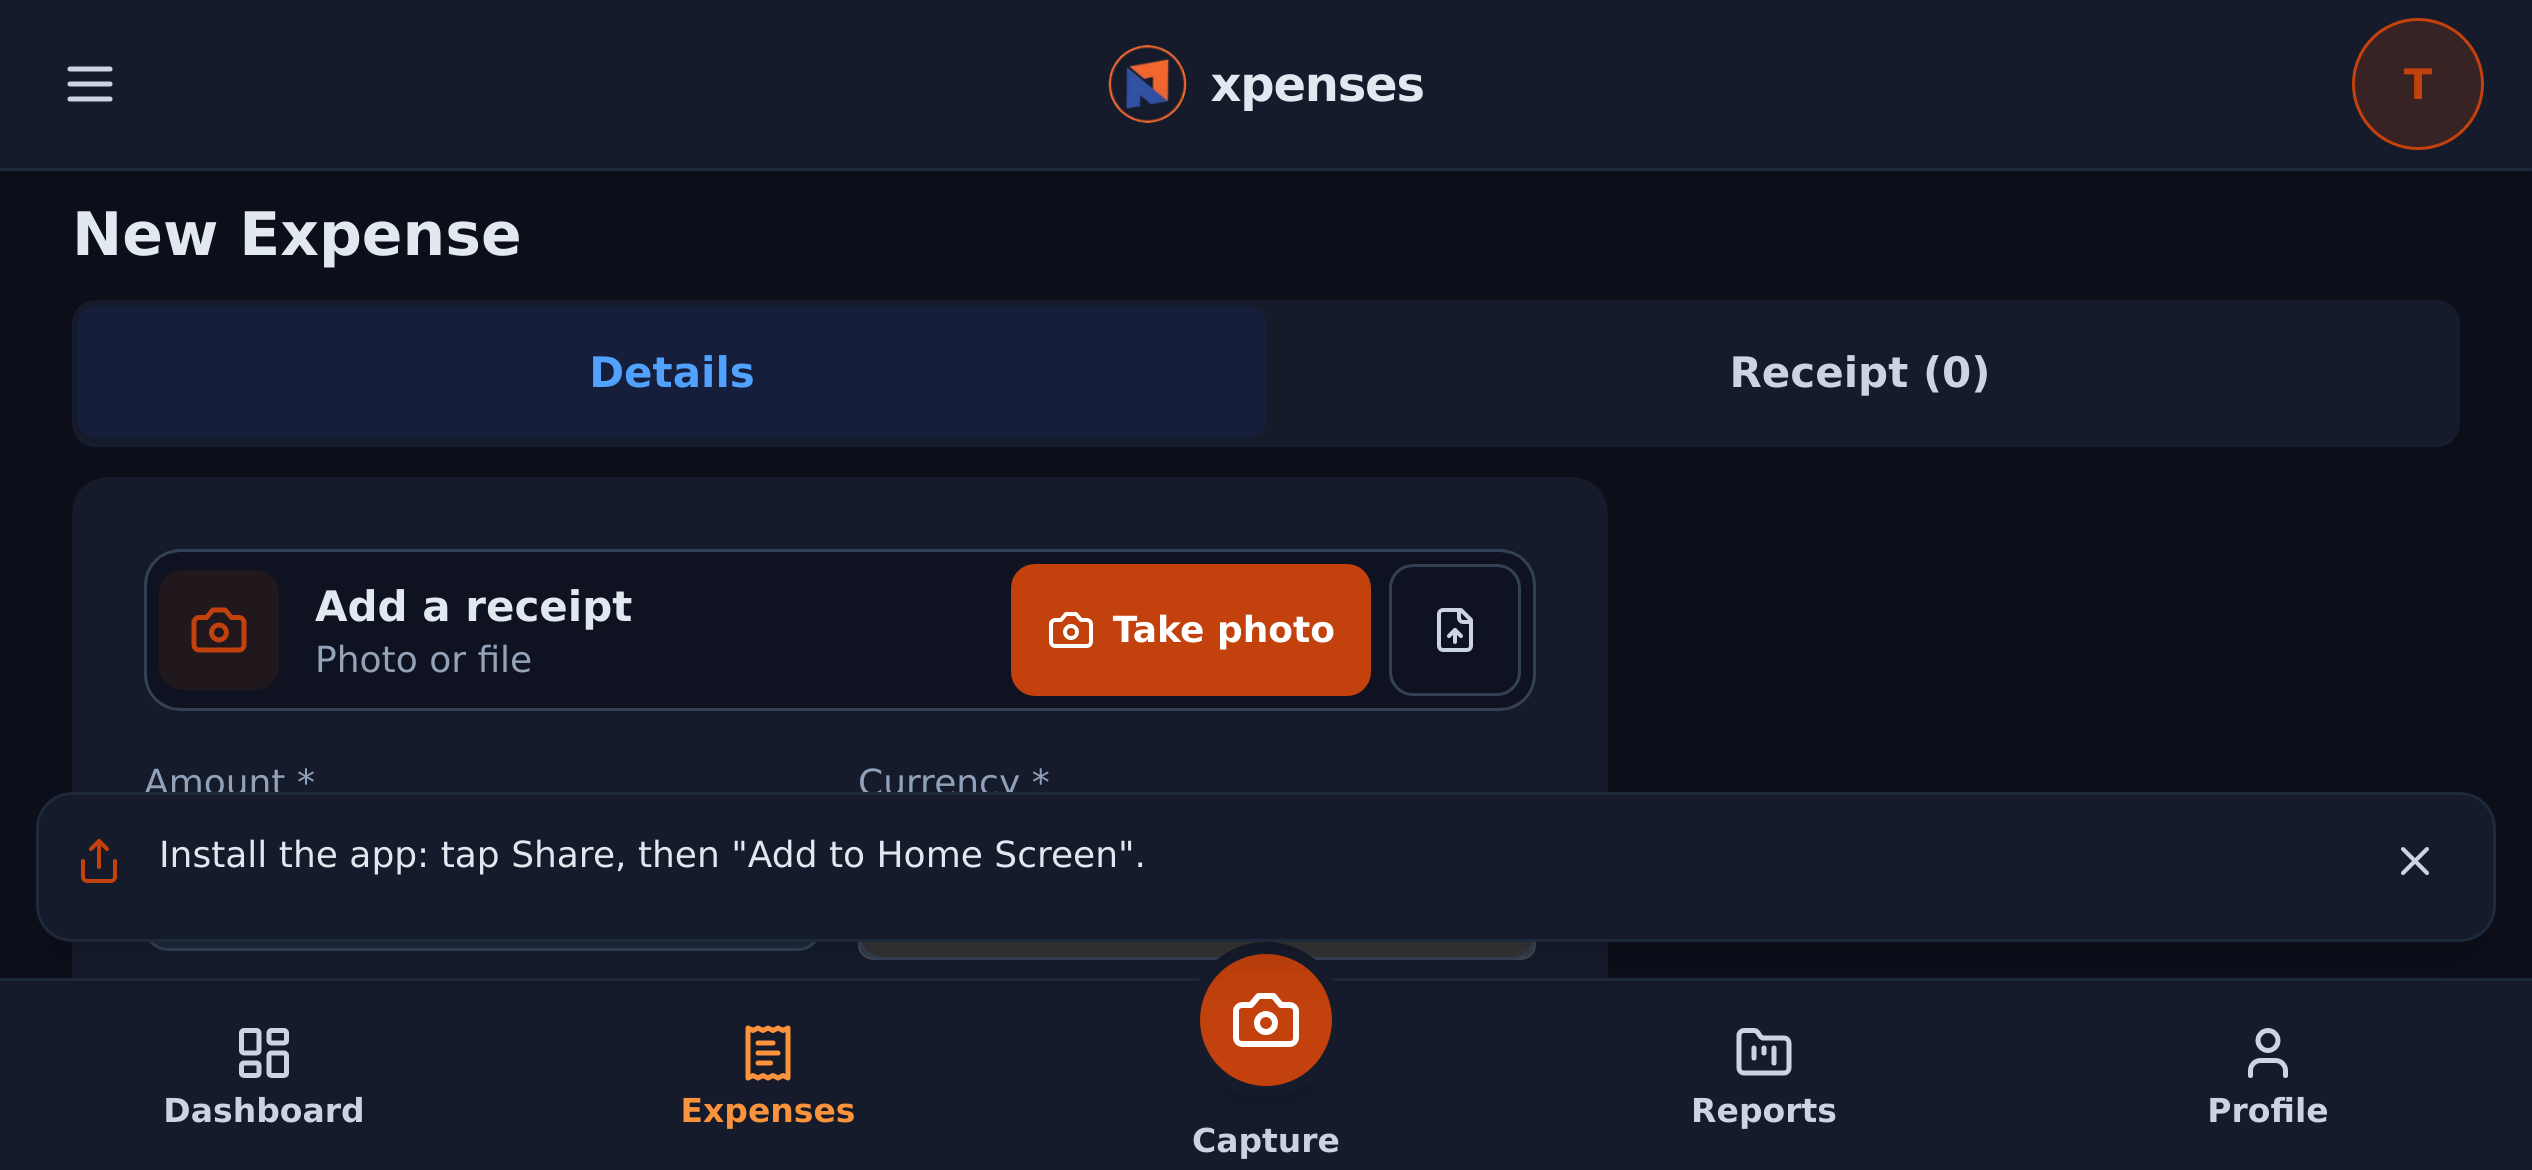 xpenses
T
New Expense
Details
Receipt (0)
Add a receipt
Photo or file
Take photo
Amount *
Currency *
Install the app: tap Share, then "Add to Home Screen".
Dashboard
Expenses
Capture
Reports
Profile